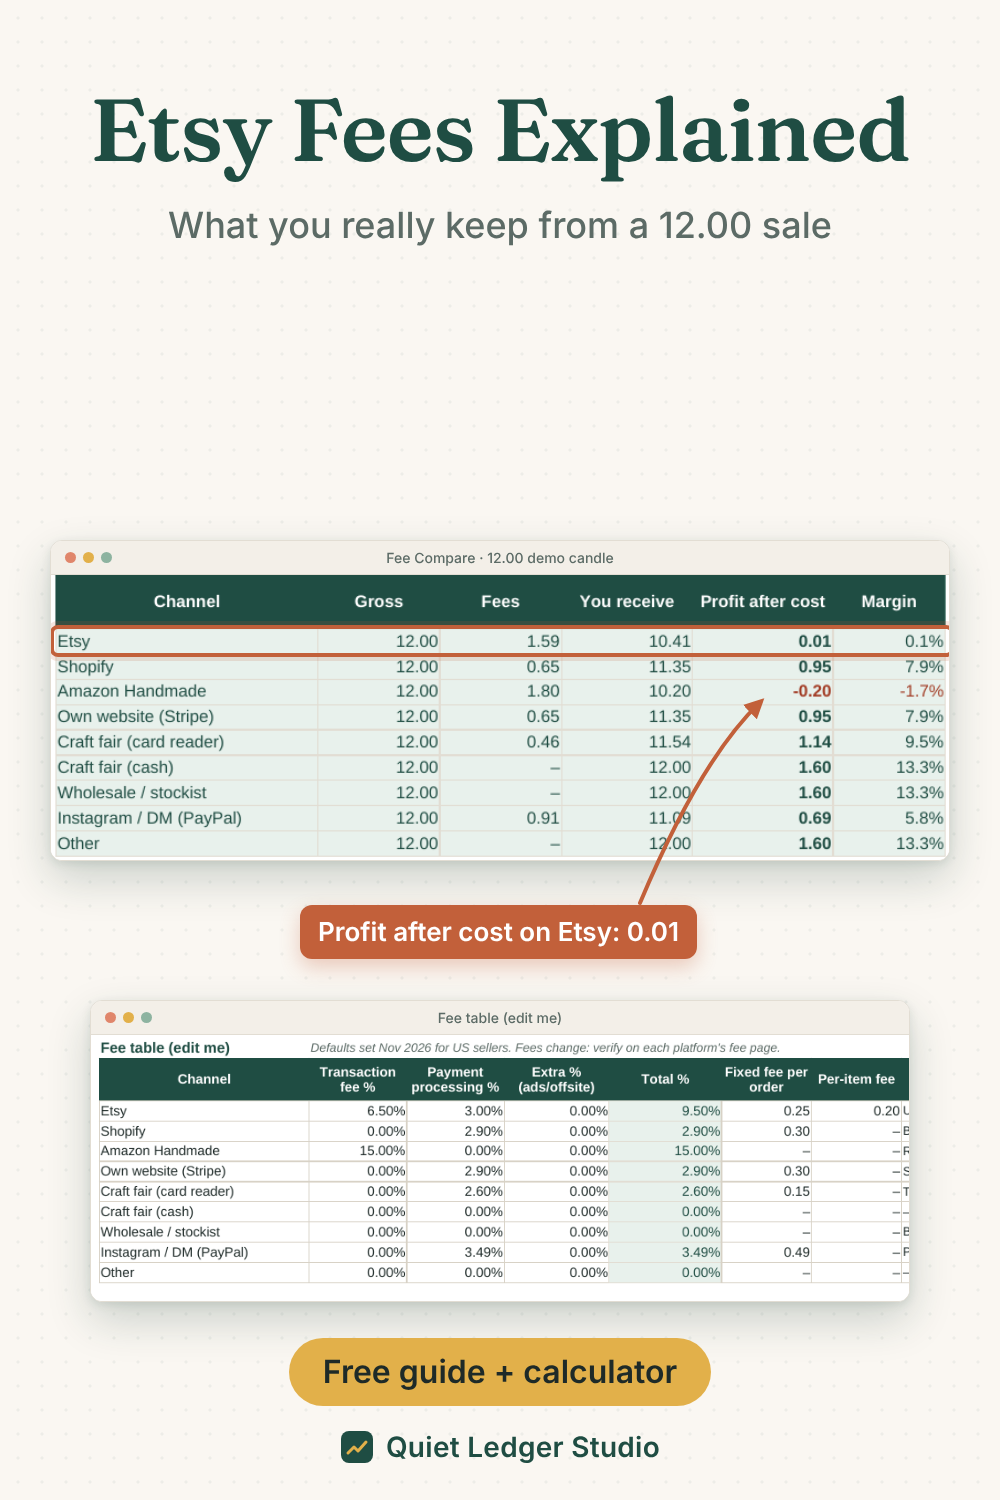 Etsy Fees Explained
What you really keep from a 12.00 sale
Fee Compare · 12.00 demo candle
Channel Gross Fees You receive Profit after cost Margin
Etsy 12.00 1.59 10.41 0.01 0.1%
Shopify 12.00 0.65 11.35 0.95 7.9%
Amazon Handmade 12.00 1.80 10.20 -0.20 -1.7%
Own website (Stripe) 12.00 0.65 11.35 0.95 7.9%
Craft fair (card reader) 12.00 0.46 11.54 1.14 9.5%
Craft fair (cash) 12.00 – 12.00 1.60 13.3%
Wholesale / stockist 12.00 – 12.00 1.60 13.3%
Instagram / DM (PayPal) 12.00 0.91 11.09 0.69 5.8%
Other 12.00 – 12.00 1.60 13.3%
Profit after cost on Etsy: 0.01
Fee table (edit me)
Fee table (edit me) Defaults set Nov 2026 for US sellers. Fees change: verify on each platform's fee page.
Channel Transaction fee % Payment processing % Extra % (ads/offsite) Total % Fixed fee per order Per-item fee
Etsy 6.50% 3.00% 0.00% 9.50% 0.25 0.20
Shopify 0.00% 2.90% 0.00% 2.90% 0.30 –
Amazon Handmade 15.00% 0.00% 0.00% 15.00% – –
Own website (Stripe) 0.00% 2.90% 0.00% 2.90% 0.30 –
Craft fair (card reader) 0.00% 2.60% 0.00% 2.60% 0.15 –
Craft fair (cash) 0.00% 0.00% 0.00% 0.00% – –
Wholesale / stockist 0.00% 0.00% 0.00% 0.00% – –
Instagram / DM (PayPal) 0.00% 3.49% 0.00% 3.49% 0.49 –
Other 0.00% 0.00% 0.00% 0.00% – –
Free guide + calculator
Quiet Ledger Studio